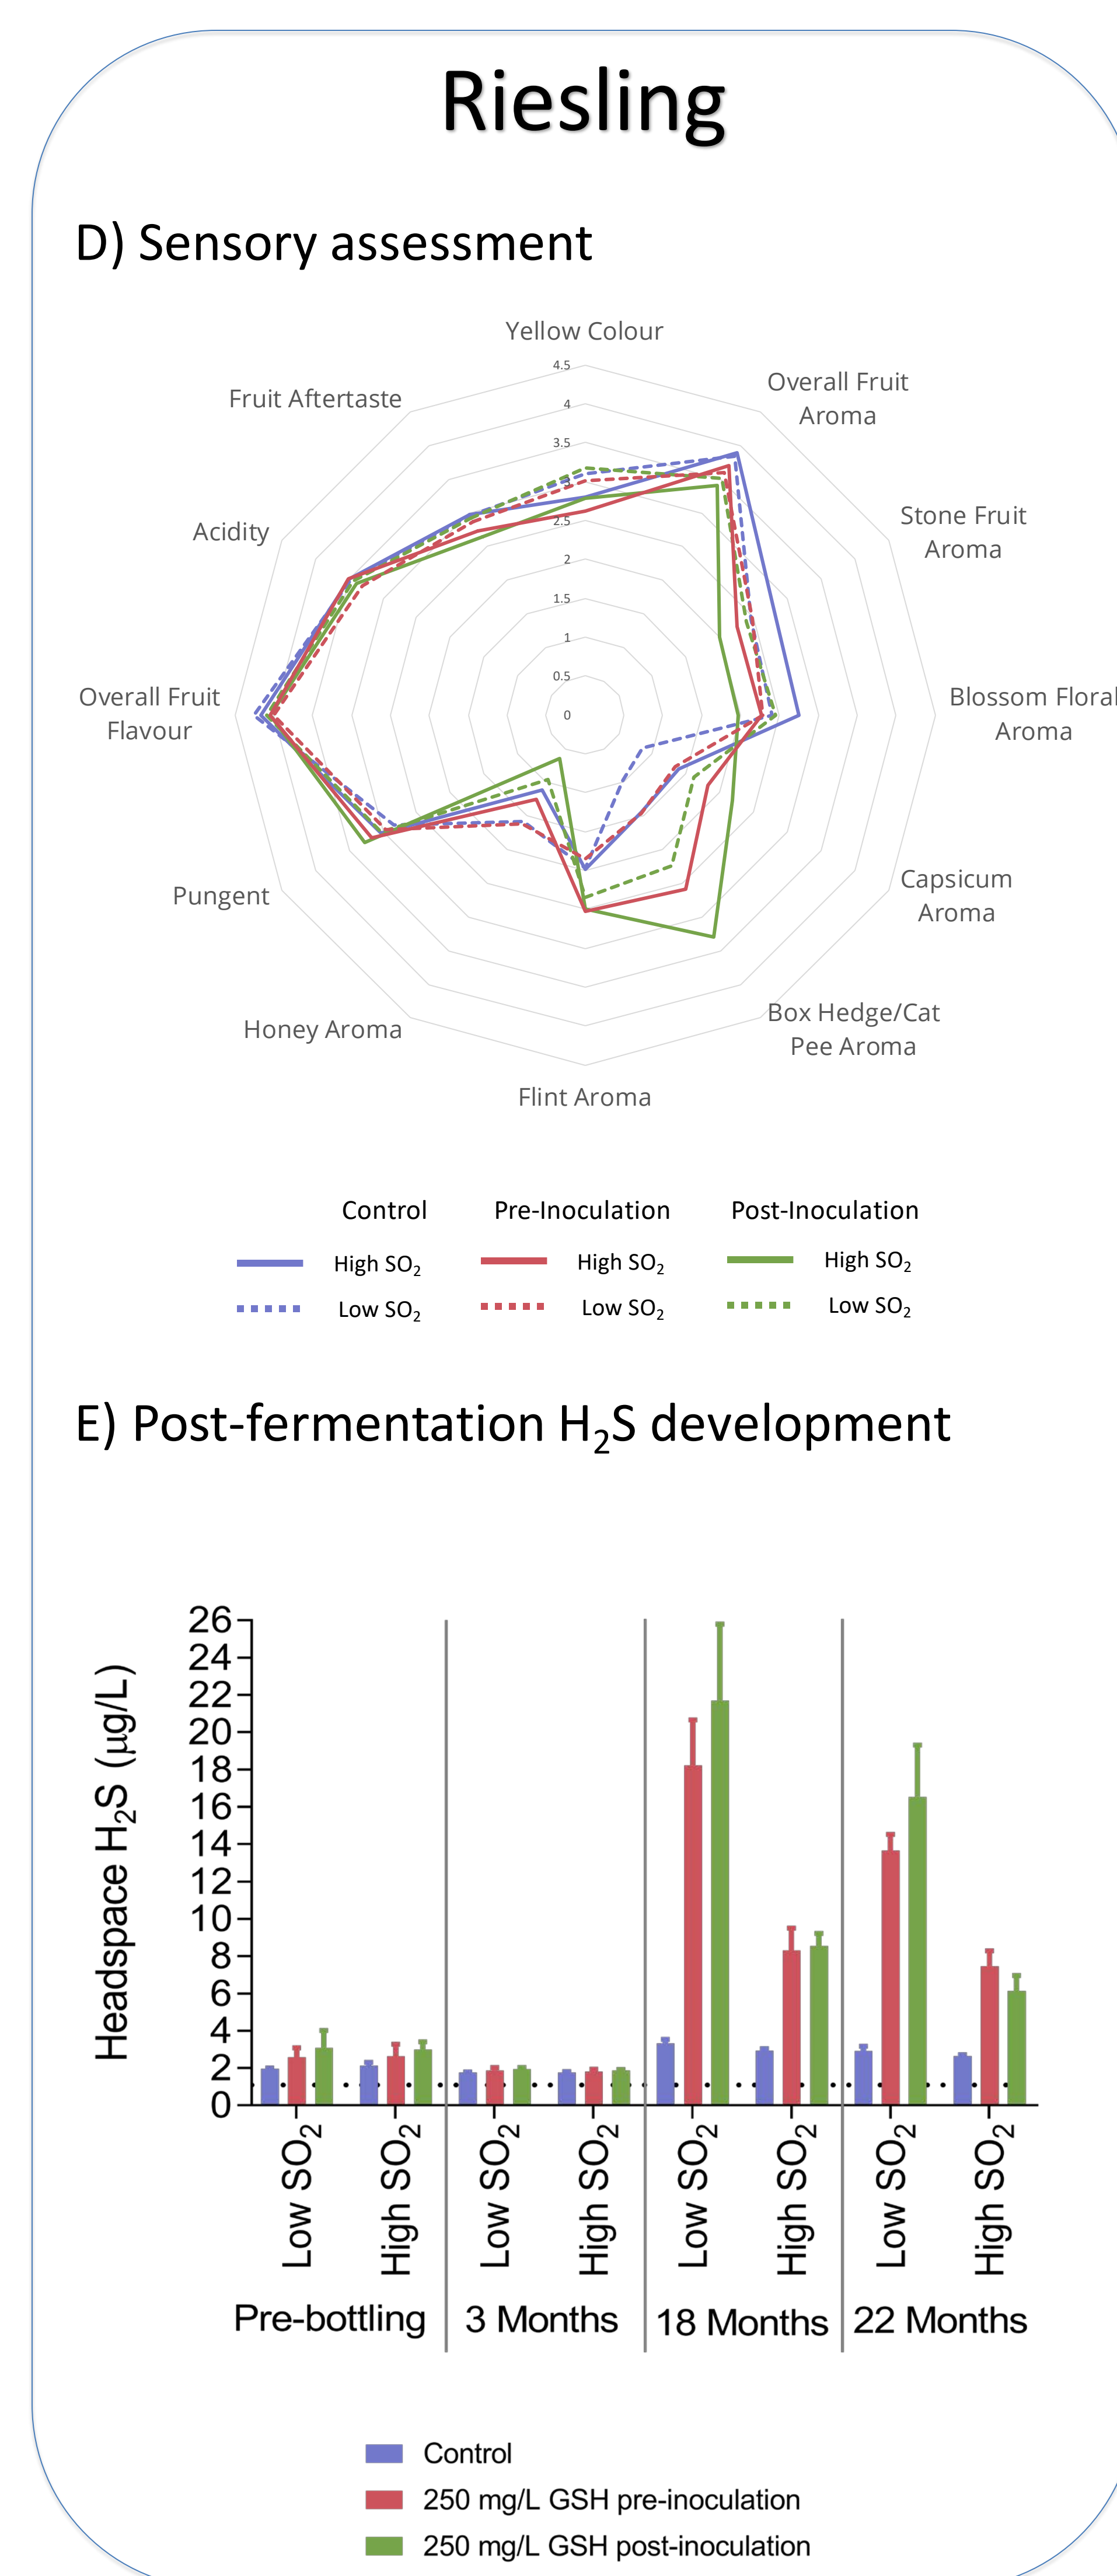 Riesling
D) Sensory assessment
Yellow Colour
Overall Fruit
Aroma
Stone Fruit
Aroma
Blossom Floral
Aroma
Capsicum
Aroma
Box Hedge/Cat
Pee Aroma
Flint Aroma
Honey Aroma
Pungent
Overall Fruit
Flavour
Acidity
Fruit Aftertaste
4.5
4
3.5
3
2.5
2
1.5
1
0.5
0
Control Pre-Inoculation Post-Inoculation
High SO₂ High SO₂ High SO₂
Low SO₂ Low SO₂ Low SO₂
E) Post-fermentation H₂S development
Headspace H₂S (µg/L)
26
24
22
20
18
16
14
12
10
8
6
4
2
0
Low SO₂ High SO₂ Low SO₂ High SO₂ Low SO₂ High SO₂ Low SO₂ High SO₂
Pre-bottling 3 Months 18 Months 22 Months
Control
250 mg/L GSH pre-inoculation
250 mg/L GSH post-inoculation